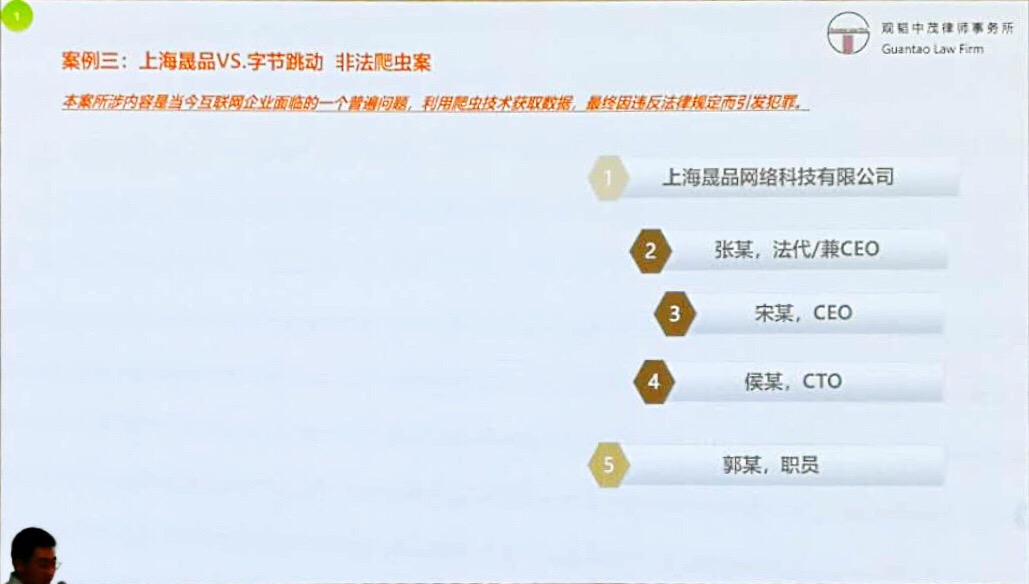 1
观韬中茂律师事务所
Guantao Law Firm
案例三：上海晟品VS.字节跳动 非法爬虫案
本案所涉内容是当今互联网企业面临的一个普遍问题，利用爬虫技术获取数据，最终因违反法律规定而引发犯罪。
1 上海晟品网络科技有限公司
2 张某，法代/兼CEO
3 宋某，CEO
4 侯某，CTO
5 郭某，职员